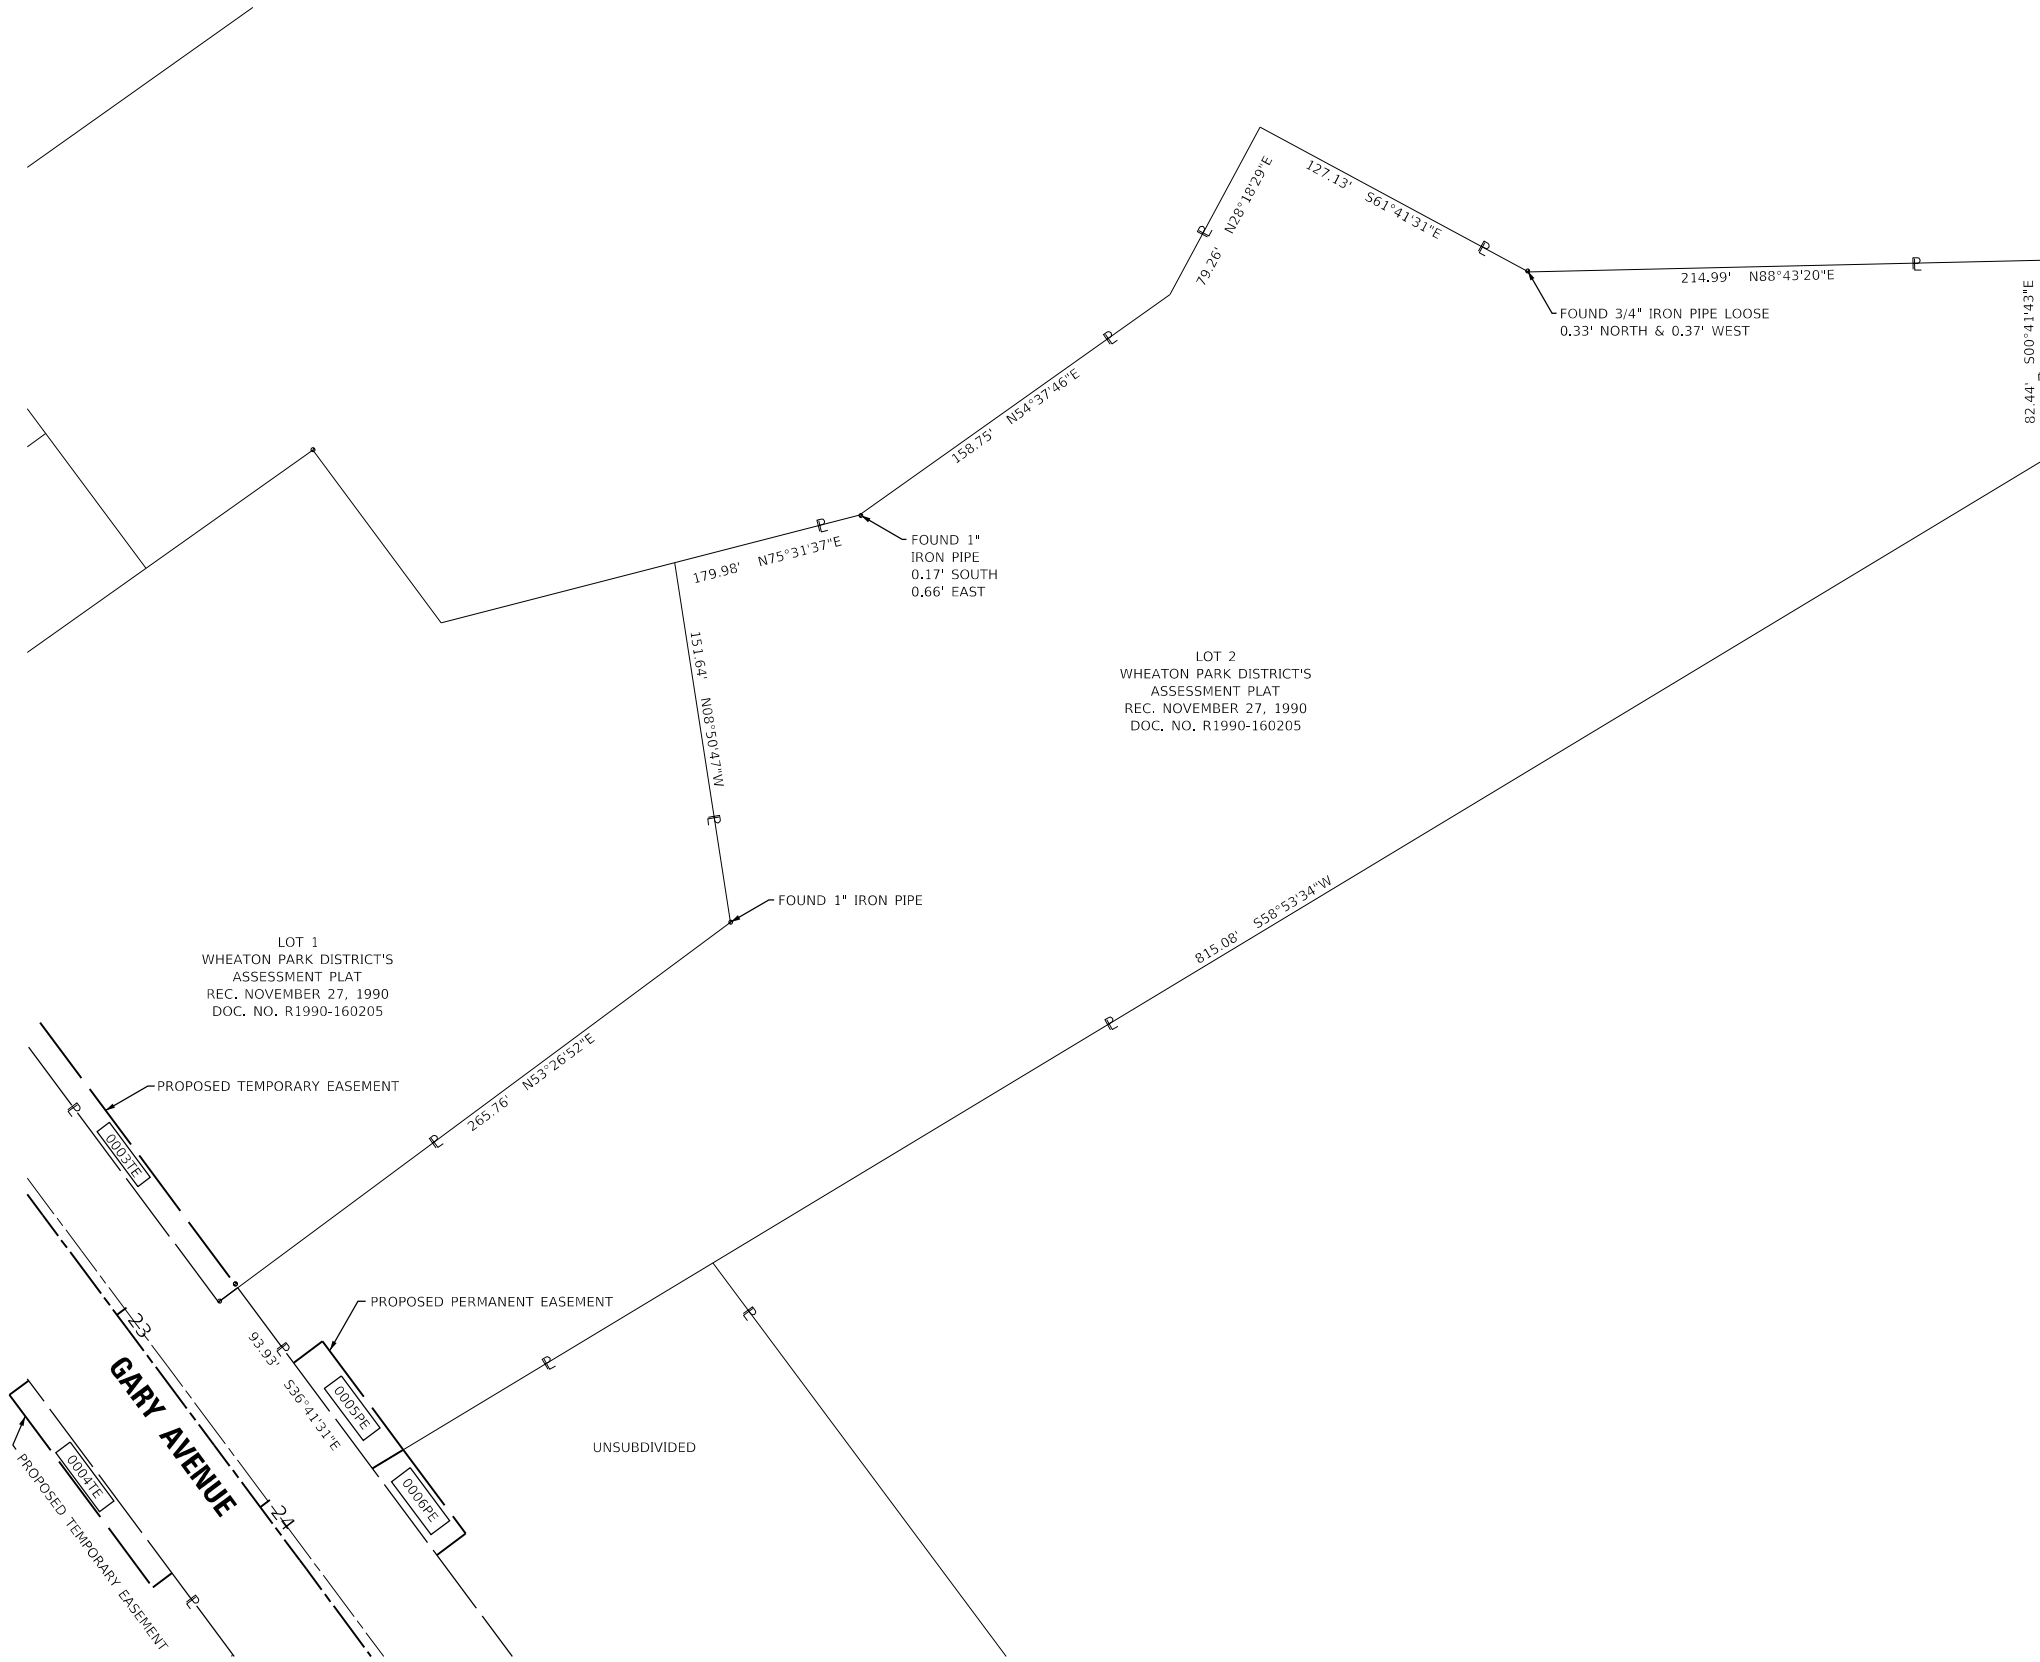 127.13' S61°41'31"E
79.26' N28°18'29"E
214.99' N88°43'20"E
FOUND 3/4" IRON PIPE LOOSE
0.33' NORTH & 0.37' WEST
82.44' S00°41'43"E
158.75' N54°37'46"E
179.98' N75°31'37"E
FOUND 1"
IRON PIPE
0.17' SOUTH
0.66' EAST
151.64' N08°50'47"W
LOT 2
WHEATON PARK DISTRICT'S
ASSESSMENT PLAT
REC. NOVEMBER 27, 1990
DOC. NO. R1990-160205
FOUND 1" IRON PIPE
815.08' S58°53'34"W
LOT 1
WHEATON PARK DISTRICT'S
ASSESSMENT PLAT
REC. NOVEMBER 27, 1990
DOC. NO. R1990-160205
265.76' N53°26'52"E
PROPOSED TEMPORARY EASEMENT
0003TE
PROPOSED PERMANENT EASEMENT
23
93.93' S36°41'31"E
0005PE
GARY AVENUE
UNSUBDIVIDED
0004TE
0006PE
24
PROPOSED TEMPORARY EASEMENT